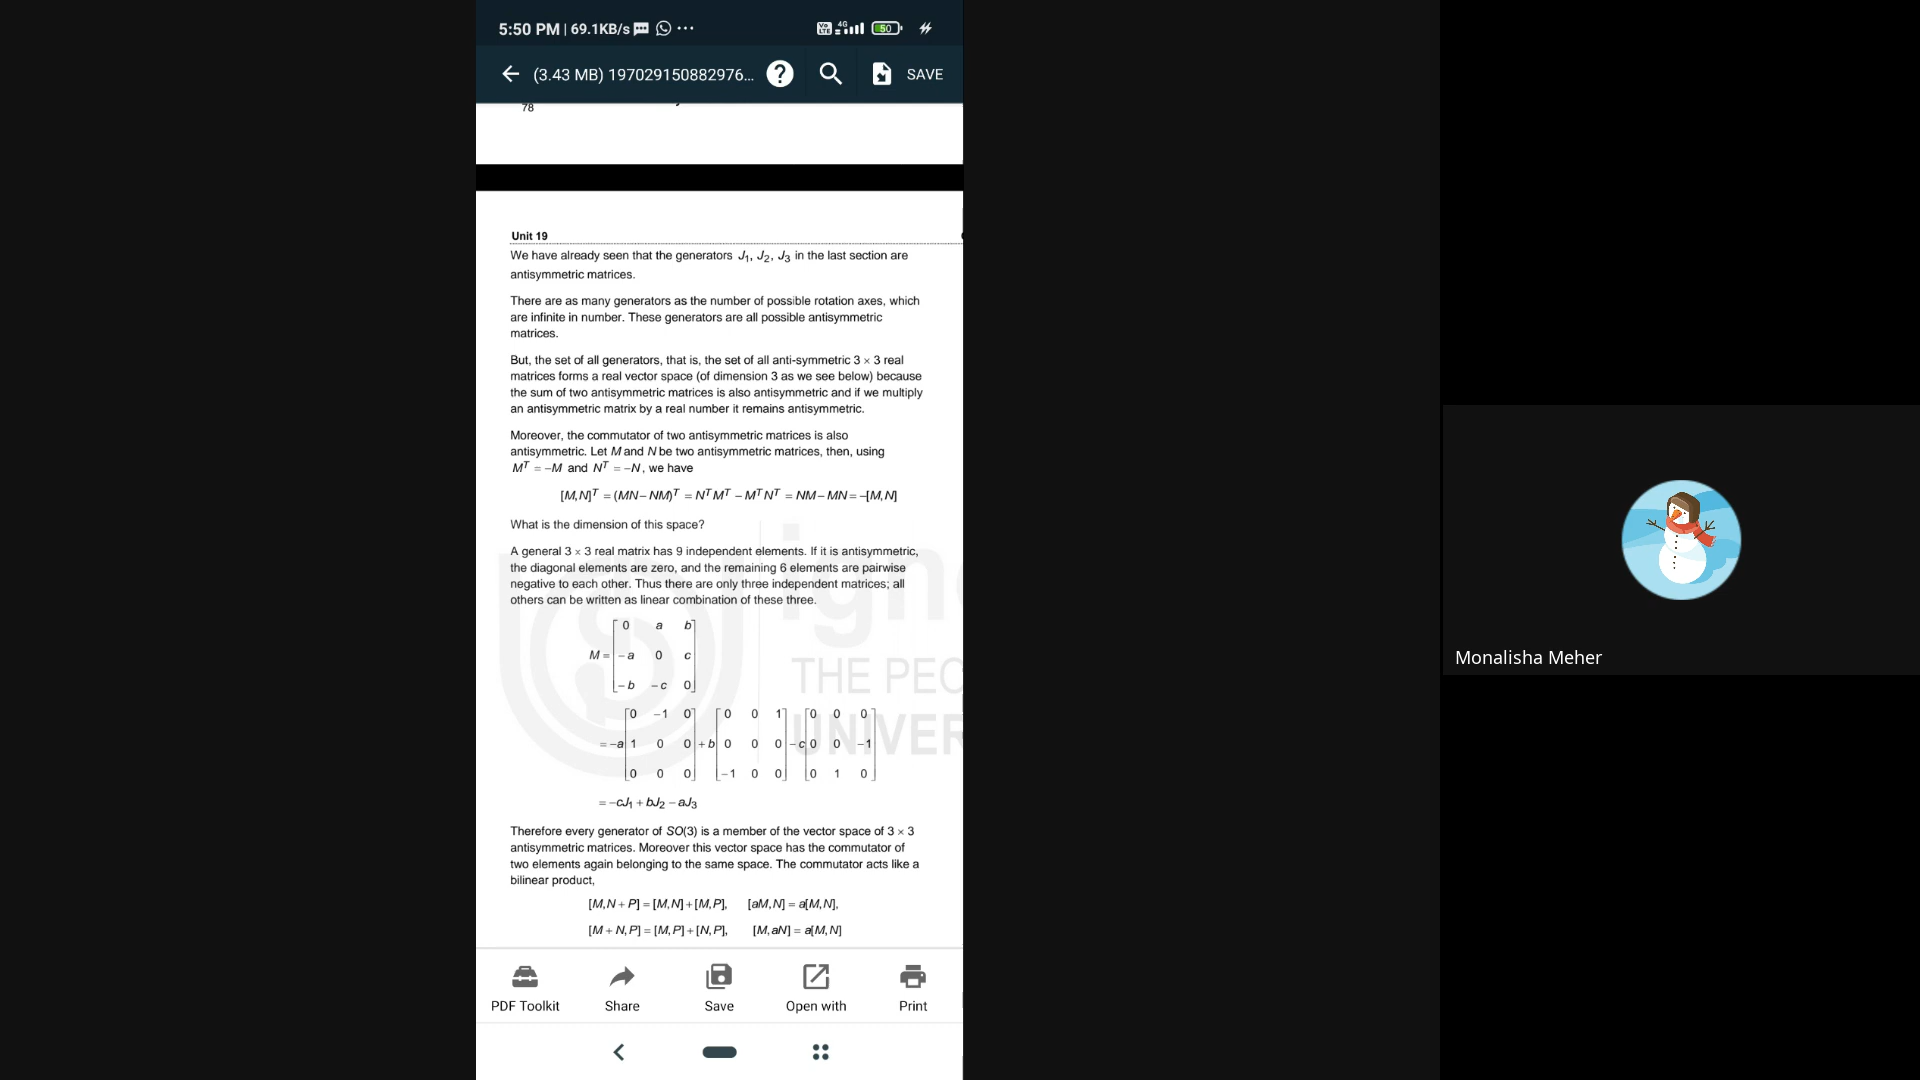 5:50 PM | 69.1KB/s ...
Vo LTE 4G 50
(3.43 MB) 197029150882976... ? SAVE
78
Unit 19
We have already seen that the generators J₁, J₂, J₃ in the last section are
antisymmetric matrices.
There are as many generators as the number of possible rotation axes, which
are infinite in number. These generators are all possible antisymmetric
matrices.
But, the set of all generators, that is, the set of all anti-symmetric 3 × 3 real
matrices forms a real vector space (of dimension 3 as we see below) because
the sum of two antisymmetric matrices is also antisymmetric and if we multiply
an antisymmetric matrix by a real number it remains antisymmetric.
Moreover, the commutator of two antisymmetric matrices is also
antisymmetric. Let M and N be two antisymmetric matrices, then, using
Mᵀ = −M and Nᵀ = −N, we have
[M,N]ᵀ = (MN − NM)ᵀ = NᵀMᵀ − MᵀNᵀ = NM − MN = −[M,N]
What is the dimension of this space?
A general 3 × 3 real matrix has 9 independent elements. If it is antisymmetric,
the diagonal elements are zero, and the remaining 6 elements are pairwise
negative to each other. Thus there are only three independent matrices; all
others can be written as linear combination of these three.
0 a b
M = −a 0 c
−b −c 0
0 −1 0 0 0 1 0 0 0
= −a 1 0 0 + b 0 0 0 − c 0 0 −1
0 0 0 −1 0 0 0 1 0
= −cJ₁ + bJ₂ − aJ₃
Therefore every generator of SO(3) is a member of the vector space of 3 × 3
antisymmetric matrices. Moreover this vector space has the commutator of
two elements again belonging to the same space. The commutator acts like a
bilinear product,
[M,N + P] = [M,N] + [M,P], [aM,N] = a[M,N],
[M + N,P] = [M,P] + [N,P], [M,aN] = a[M,N]
ign
THE PEO
UNIVER
PDF Toolkit Share Save Open with Print
Monalisha Meher